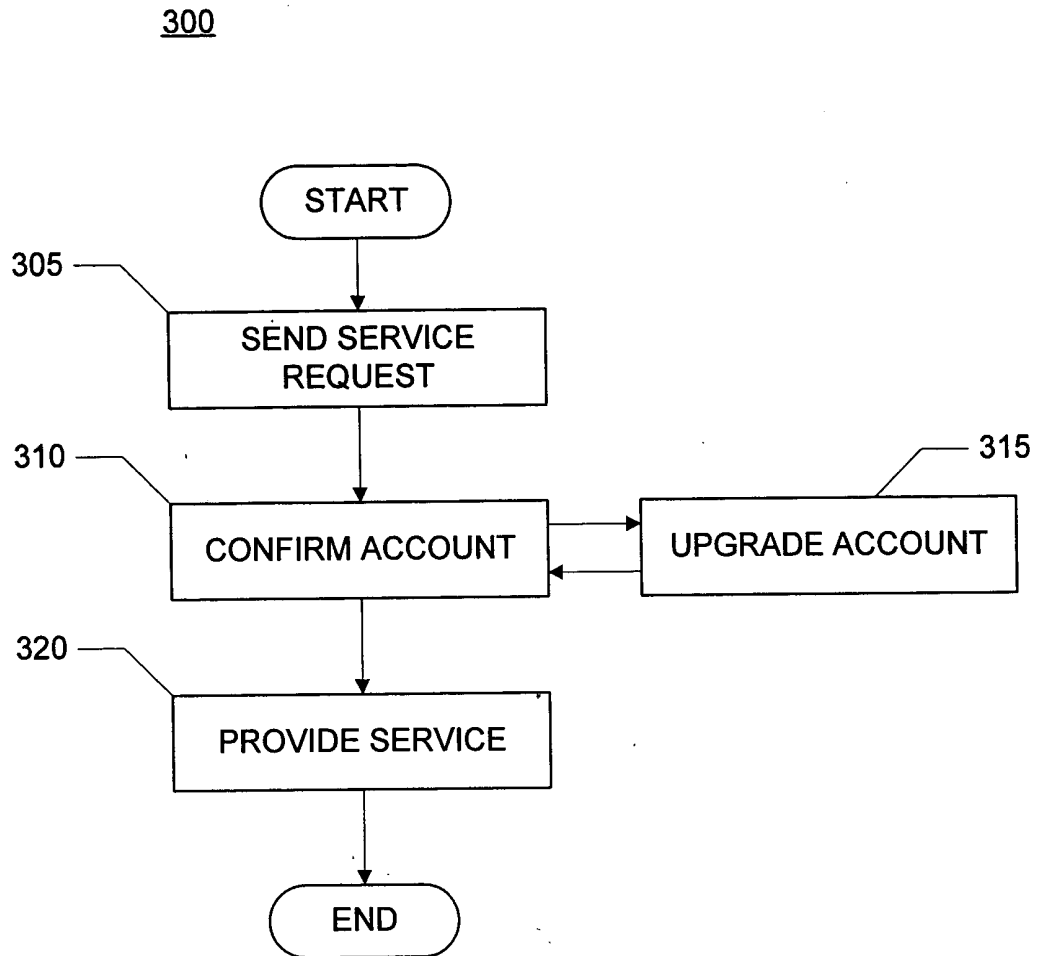 300
START
305
SEND SERVICE
REQUEST
310
CONFIRM ACCOUNT
315
UPGRADE ACCOUNT
320
PROVIDE SERVICE
END